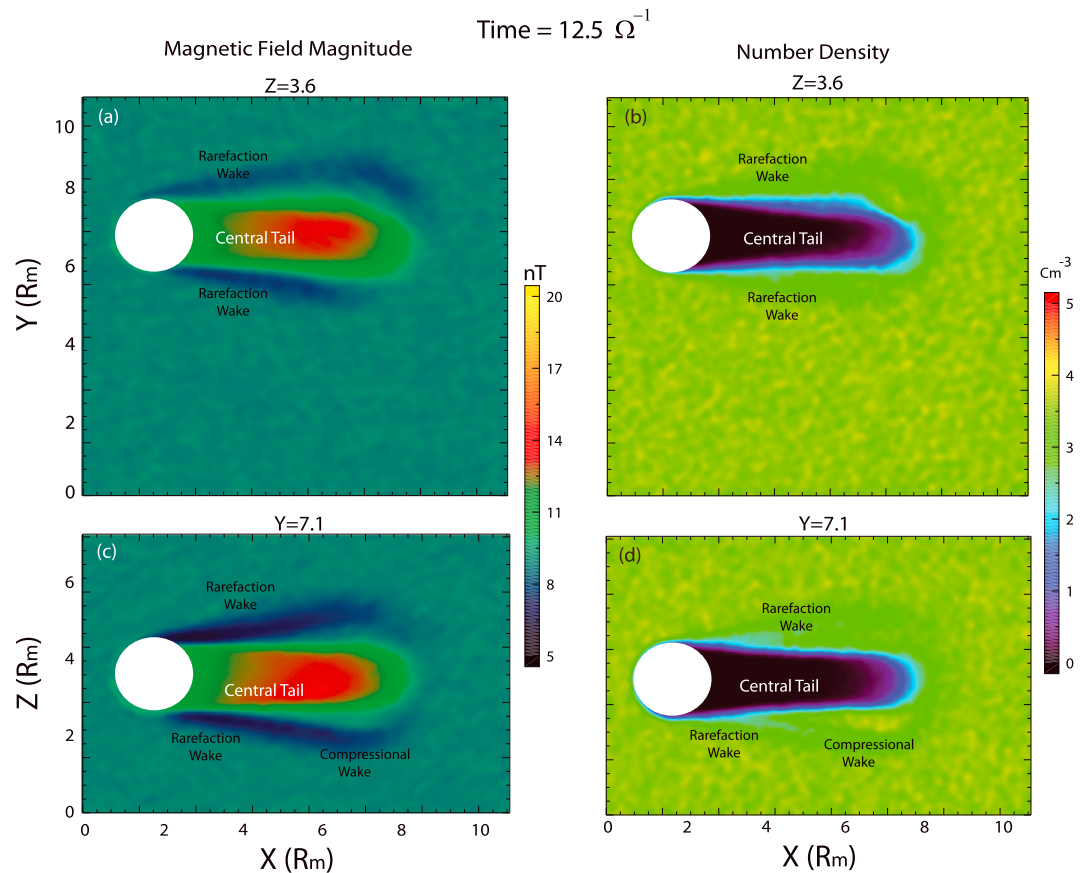 Time = 12.5 Ω⁻¹
Magnetic Field Magnitude
Number Density
Z=3.6
Z=3.6
(a)
10
8
6
4
2
0
Y (Rm)
Rarefaction
Wake
Central Tail
Rarefaction
Wake
nT
20
17
14
11
8
5
(b)
Rarefaction
Wake
Central Tail
Rarefaction
Wake
Cm⁻³
5
4
3
2
1
0
Y=7.1
Y=7.1
(c)
6
4
2
0
Z (Rm)
Rarefaction
Wake
Central Tail
Rarefaction
Wake
Compressional
Wake
0 2 4 6 8 10
X (Rm)
(d)
Rarefaction
Wake
Central Tail
Rarefaction
Wake
Compressional
Wake
0 2 4 6 8 10
X (Rm)